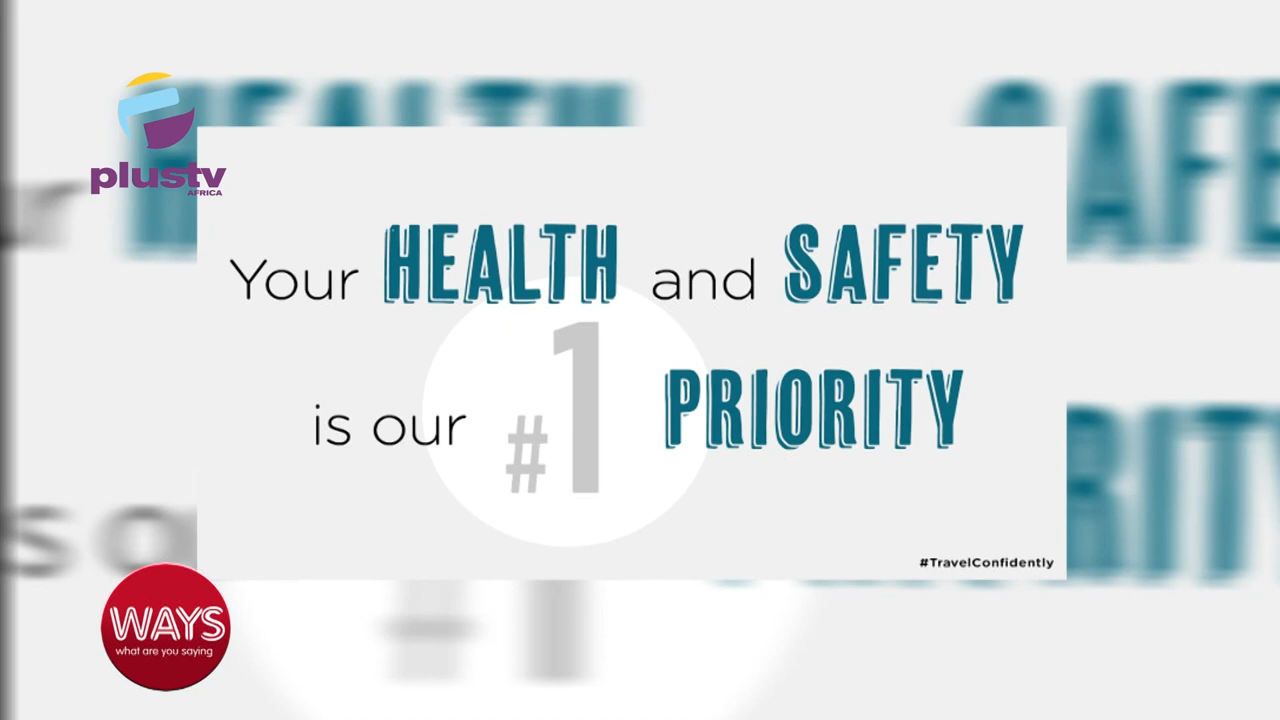 plustv
AFRICA
Your HEALTH and SAFETY
is our #1 PRIORITY
#TravelConfidently
WAYS
what are you saying